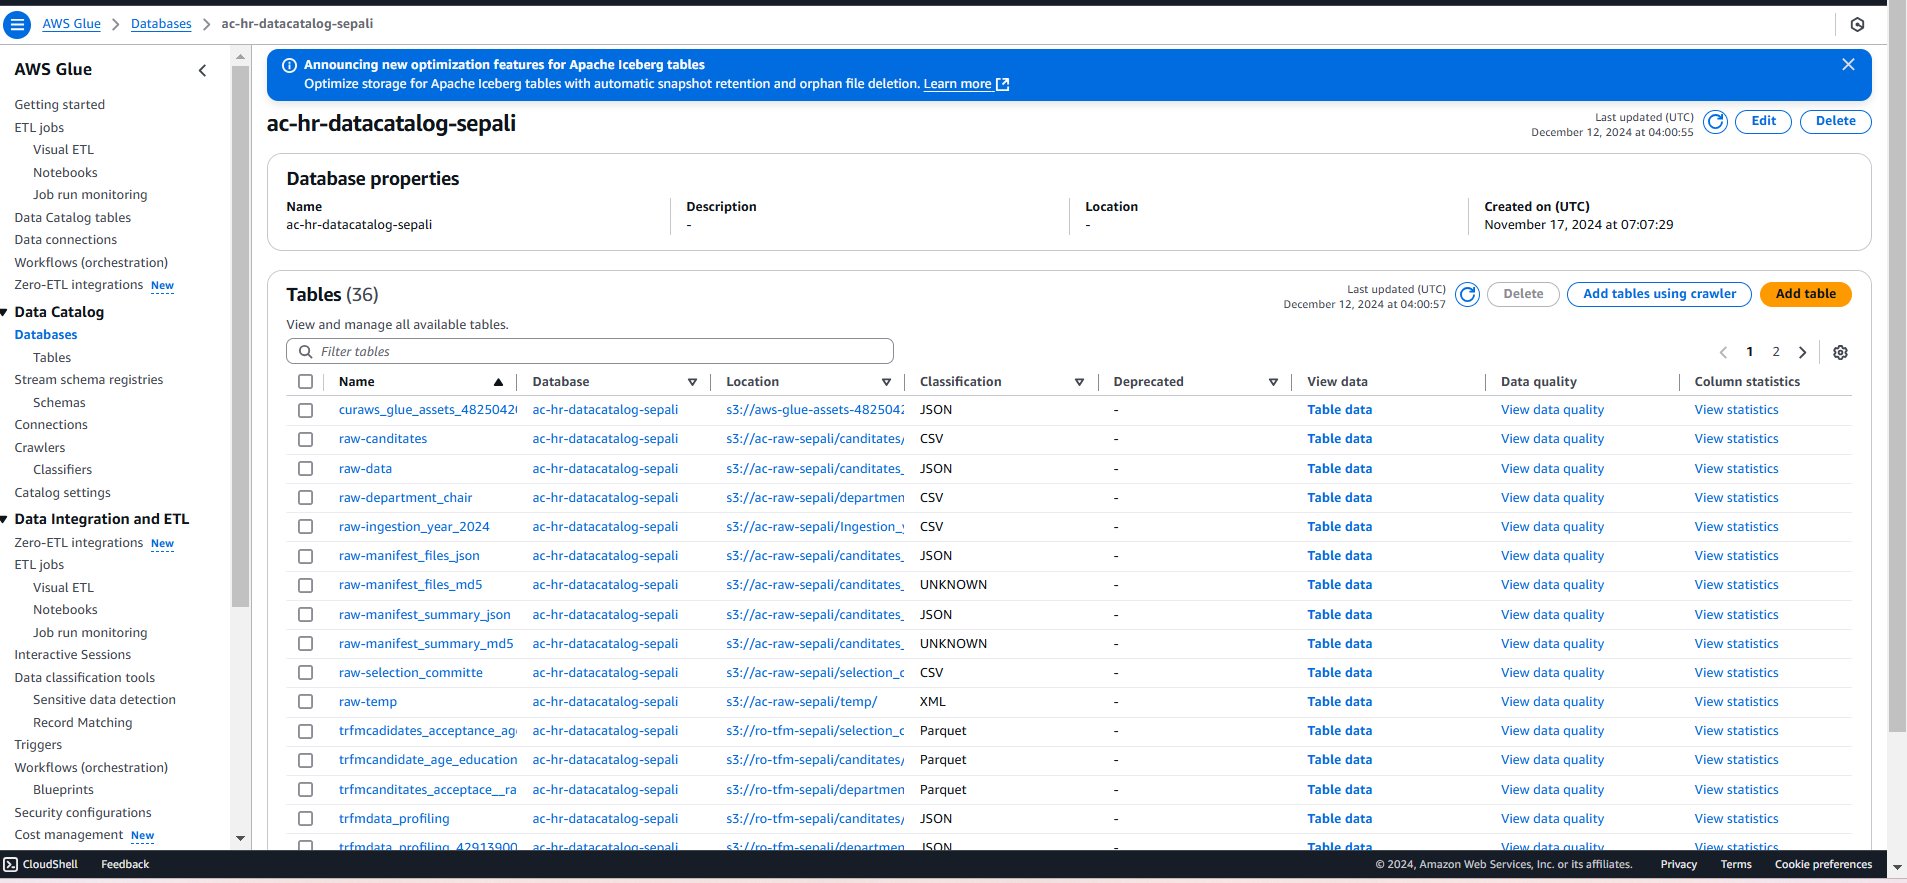 AWS Glue > Databases > ac-hr-datacatalog-sepali
AWS Glue
Getting started
ETL jobs
Visual ETL
Notebooks
Job run monitoring
Data Catalog tables
Data connections
Workflows (orchestration)
Zero-ETL integrations New
Data Catalog
Databases
Tables
Stream schema registries
Schemas
Connections
Crawlers
Classifiers
Catalog settings
Data Integration and ETL
Zero-ETL integrations New
ETL jobs
Visual ETL
Notebooks
Job run monitoring
Interactive Sessions
Data classification tools
Sensitive data detection
Record Matching
Triggers
Workflows (orchestration)
Blueprints
Security configurations
Cost management New
Announcing new optimization features for Apache Iceberg tables
Optimize storage for Apache Iceberg tables with automatic snapshot retention and orphan file deletion. Learn more
ac-hr-datacatalog-sepali
Last updated (UTC)
December 12, 2024 at 04:00:55
Edit Delete
Database properties
Name Description Location Created on (UTC)
ac-hr-datacatalog-sepali - - November 17, 2024 at 07:07:29
Tables (36)
Last updated (UTC)
December 12, 2024 at 04:00:57
Delete Add tables using crawler Add table
View and manage all available tables.
Filter tables
1 2
Name Database Location Classification Deprecated View data Data quality Column statistics
curaws_glue_assets_4825042 ac-hr-datacatalog-sepali s3://aws-glue-assets-482504 JSON - Table data View data quality View statistics
raw-canditates ac-hr-datacatalog-sepali s3://ac-raw-sepali/canditates/ CSV - Table data View data quality View statistics
raw-data ac-hr-datacatalog-sepali s3://ac-raw-sepali/canditates_ JSON - Table data View data quality View statistics
raw-department_chair ac-hr-datacatalog-sepali s3://ac-raw-sepali/departmen CSV - Table data View data quality View statistics
raw-ingestion_year_2024 ac-hr-datacatalog-sepali s3://ac-raw-sepali/Ingestion_ CSV - Table data View data quality View statistics
raw-manifest_files_json ac-hr-datacatalog-sepali s3://ac-raw-sepali/canditates_ JSON - Table data View data quality View statistics
raw-manifest_files_md5 ac-hr-datacatalog-sepali s3://ac-raw-sepali/canditates_ UNKNOWN - Table data View data quality View statistics
raw-manifest_summary_json ac-hr-datacatalog-sepali s3://ac-raw-sepali/canditates_ JSON - Table data View data quality View statistics
raw-manifest_summary_md5 ac-hr-datacatalog-sepali s3://ac-raw-sepali/canditates_ UNKNOWN - Table data View data quality View statistics
raw-selection_committe ac-hr-datacatalog-sepali s3://ac-raw-sepali/selection_c CSV - Table data View data quality View statistics
raw-temp ac-hr-datacatalog-sepali s3://ac-raw-sepali/temp/ XML - Table data View data quality View statistics
trfmcadidates_acceptance_ag ac-hr-datacatalog-sepali s3://ro-tfm-sepali/selection_c Parquet - Table data View data quality View statistics
trfmcandidate_age_education ac-hr-datacatalog-sepali s3://ro-tfm-sepali/canditates/ Parquet - Table data View data quality View statistics
trfmcanditates_acceptace__ra ac-hr-datacatalog-sepali s3://ro-tfm-sepali/departmen Parquet - Table data View data quality View statistics
trfmdata_profiling ac-hr-datacatalog-sepali s3://ro-tfm-sepali/canditates/ JSON - Table data View data quality View statistics
trfmdata_profiling_42913900 ac-hr-datacatalog-sepali s3://ro-tfm-sepali/departmen JSON - Table data View data quality View statistics
CloudShell Feedback © 2024, Amazon Web Services, Inc. or its affiliates. Privacy Terms Cookie preferences